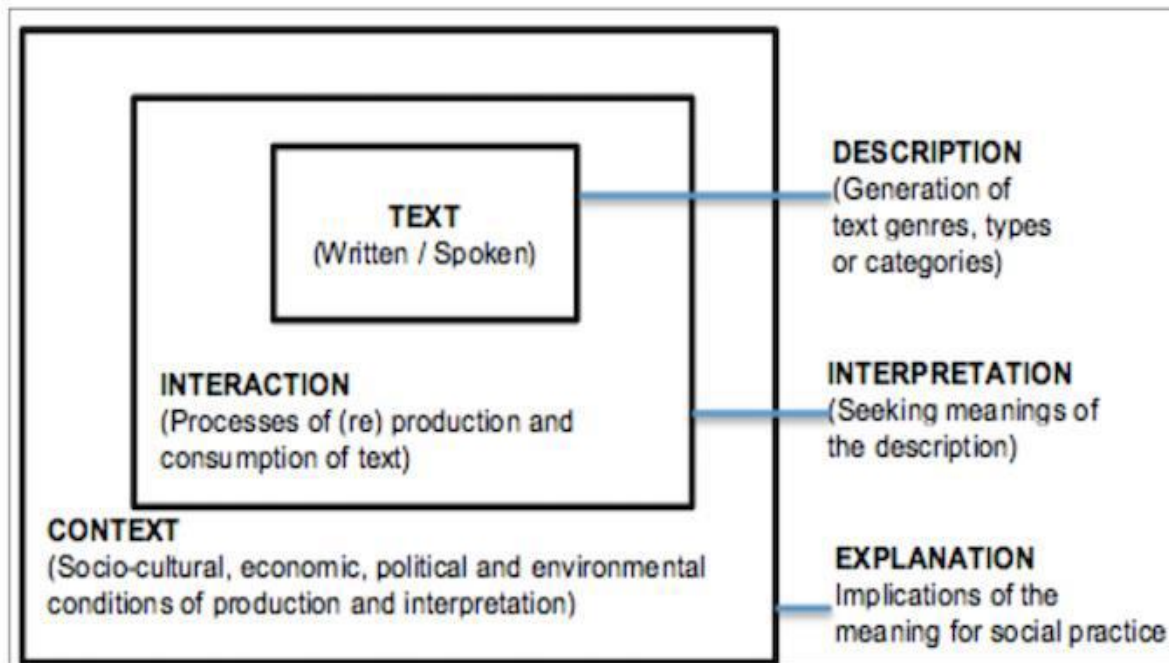 TEXT
(Written / Spoken)
INTERACTION
(Processes of (re) production and
consumption of text)
CONTEXT
(Socio-cultural, economic, political and environmental
conditions of production and interpretation)
DESCRIPTION
(Generation of
text genres, types
or categories)
INTERPRETATION
(Seeking meanings of
the description)
EXPLANATION
Implications of the
meaning for social practice